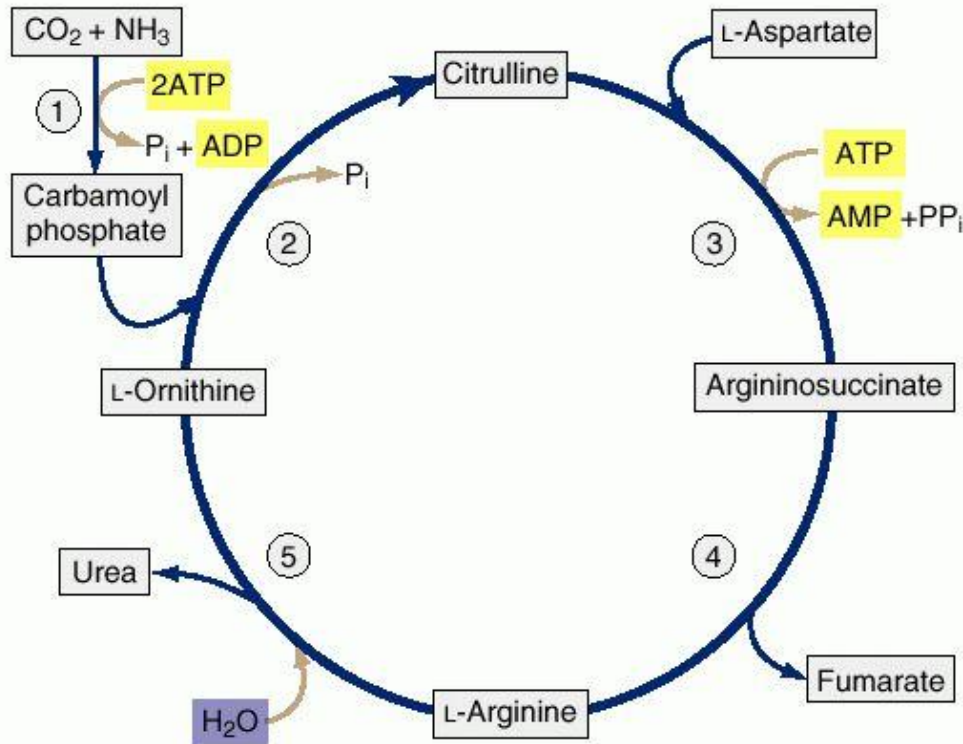 CO₂ + NH₃
L-Aspartate
Citrulline
2ATP
1
Pᵢ + ADP
ATP
Pᵢ
Carbamoyl
phosphate
AMP +PPᵢ
2
3
L-Ornithine
Argininosuccinate
5
4
Urea
Fumarate
L-Arginine
H₂O